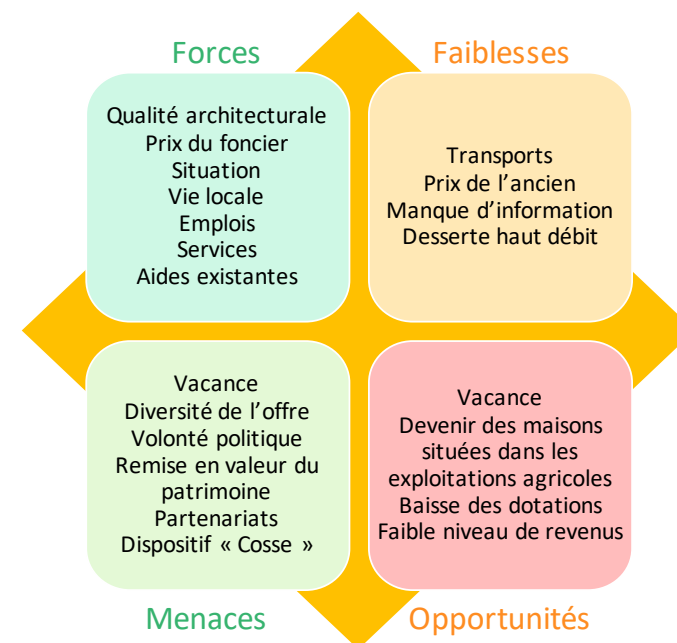 Forces
Faiblesses
Qualité architecturale
Prix du foncier
Situation
Vie locale
Emplois
Services
Aides existantes
Transports
Prix de l’ancien
Manque d’information
Desserte haut débit
Vacance
Diversité de l’offre
Volonté politique
Remise en valeur du
patrimoine
Partenariats
Dispositif « Cosse »
Vacance
Devenir des maisons
situées dans les
exploitations agricoles
Baisse des dotations
Faible niveau de revenus
Menaces
Opportunités